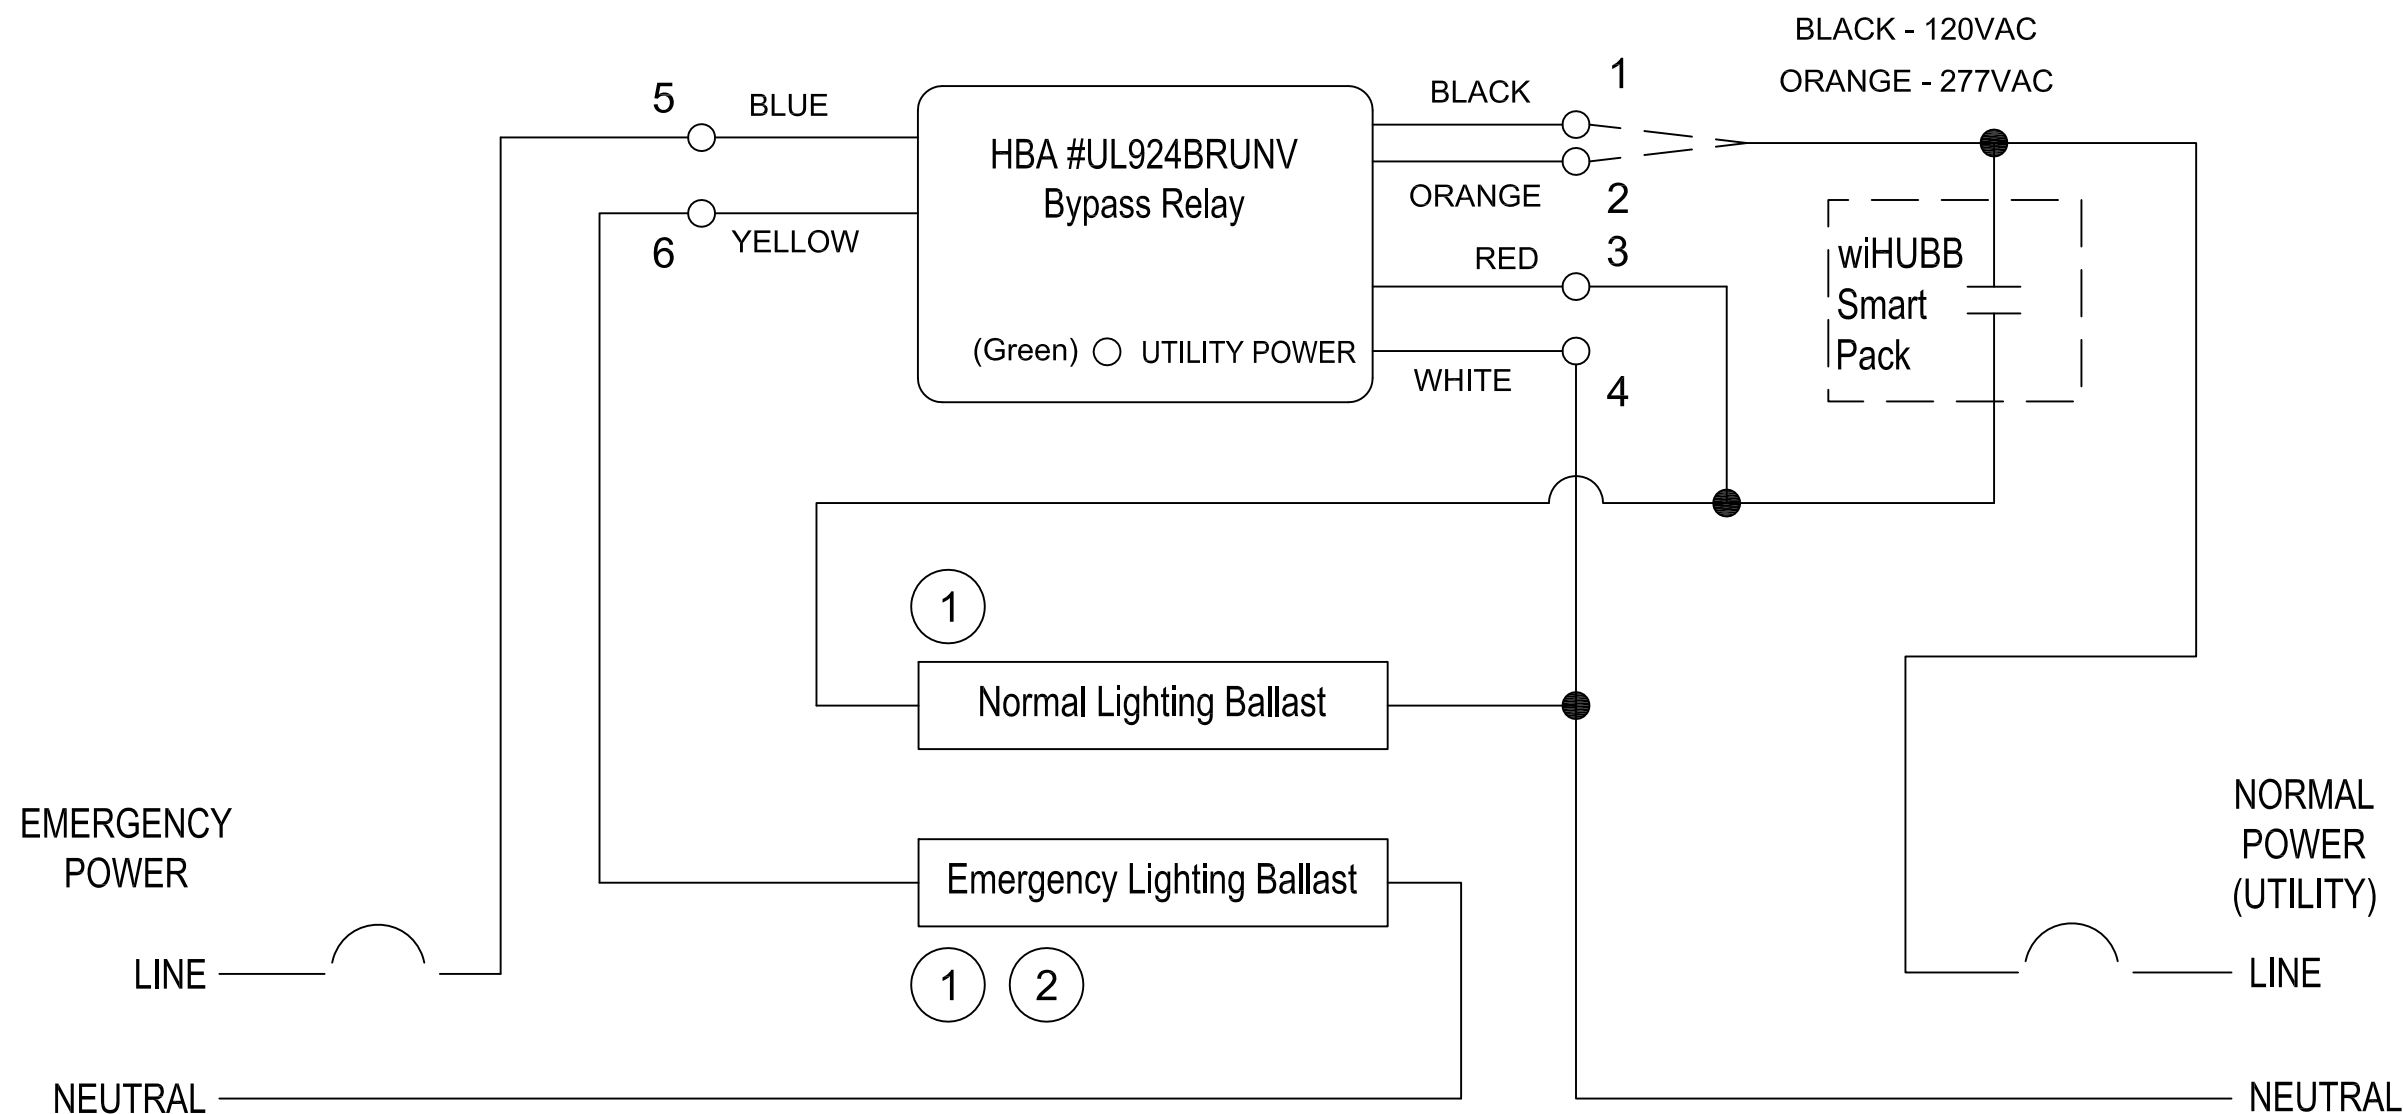 BLACK - 120VAC
ORANGE - 277VAC
5
BLUE
6
YELLOW
HBA #UL924BRUNV
Bypass Relay
(Green) UTILITY POWER
BLACK
1
ORANGE
2
RED
3
WHITE
4
wiHUBB
Smart
Pack
1
Normal Lighting Ballast
Emergency Lighting Ballast
1 2
EMERGENCY
POWER
LINE
NEUTRAL
NORMAL
POWER
(UTILITY)
LINE
NEUTRAL